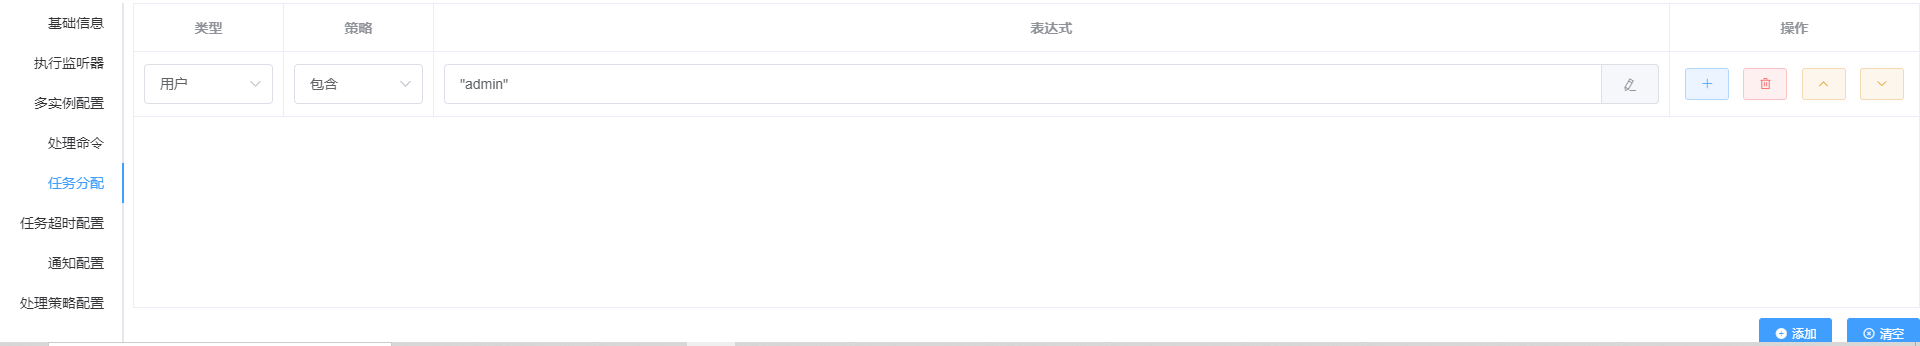 基础信息
执行监听器
多实例配置
处理命令
任务分配
任务超时配置
通知配置
处理策略配置
类型 策略 表达式 操作
用户 包含 "admin"
添加 清空